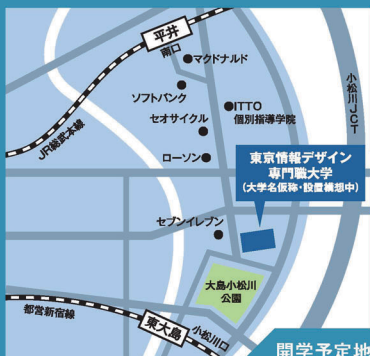 平井
南口
マクドナルド
ソフトバンク
ITTO
個別指導学院
セオサイクル
ローソン
JR総武本線
小松川JCT
東京情報デザイン
専門職大学
(大学名仮称・設置構想中)
セブンイレブン
大島小松川
公園
都営新宿線
東大島
小松川口
開学予定地